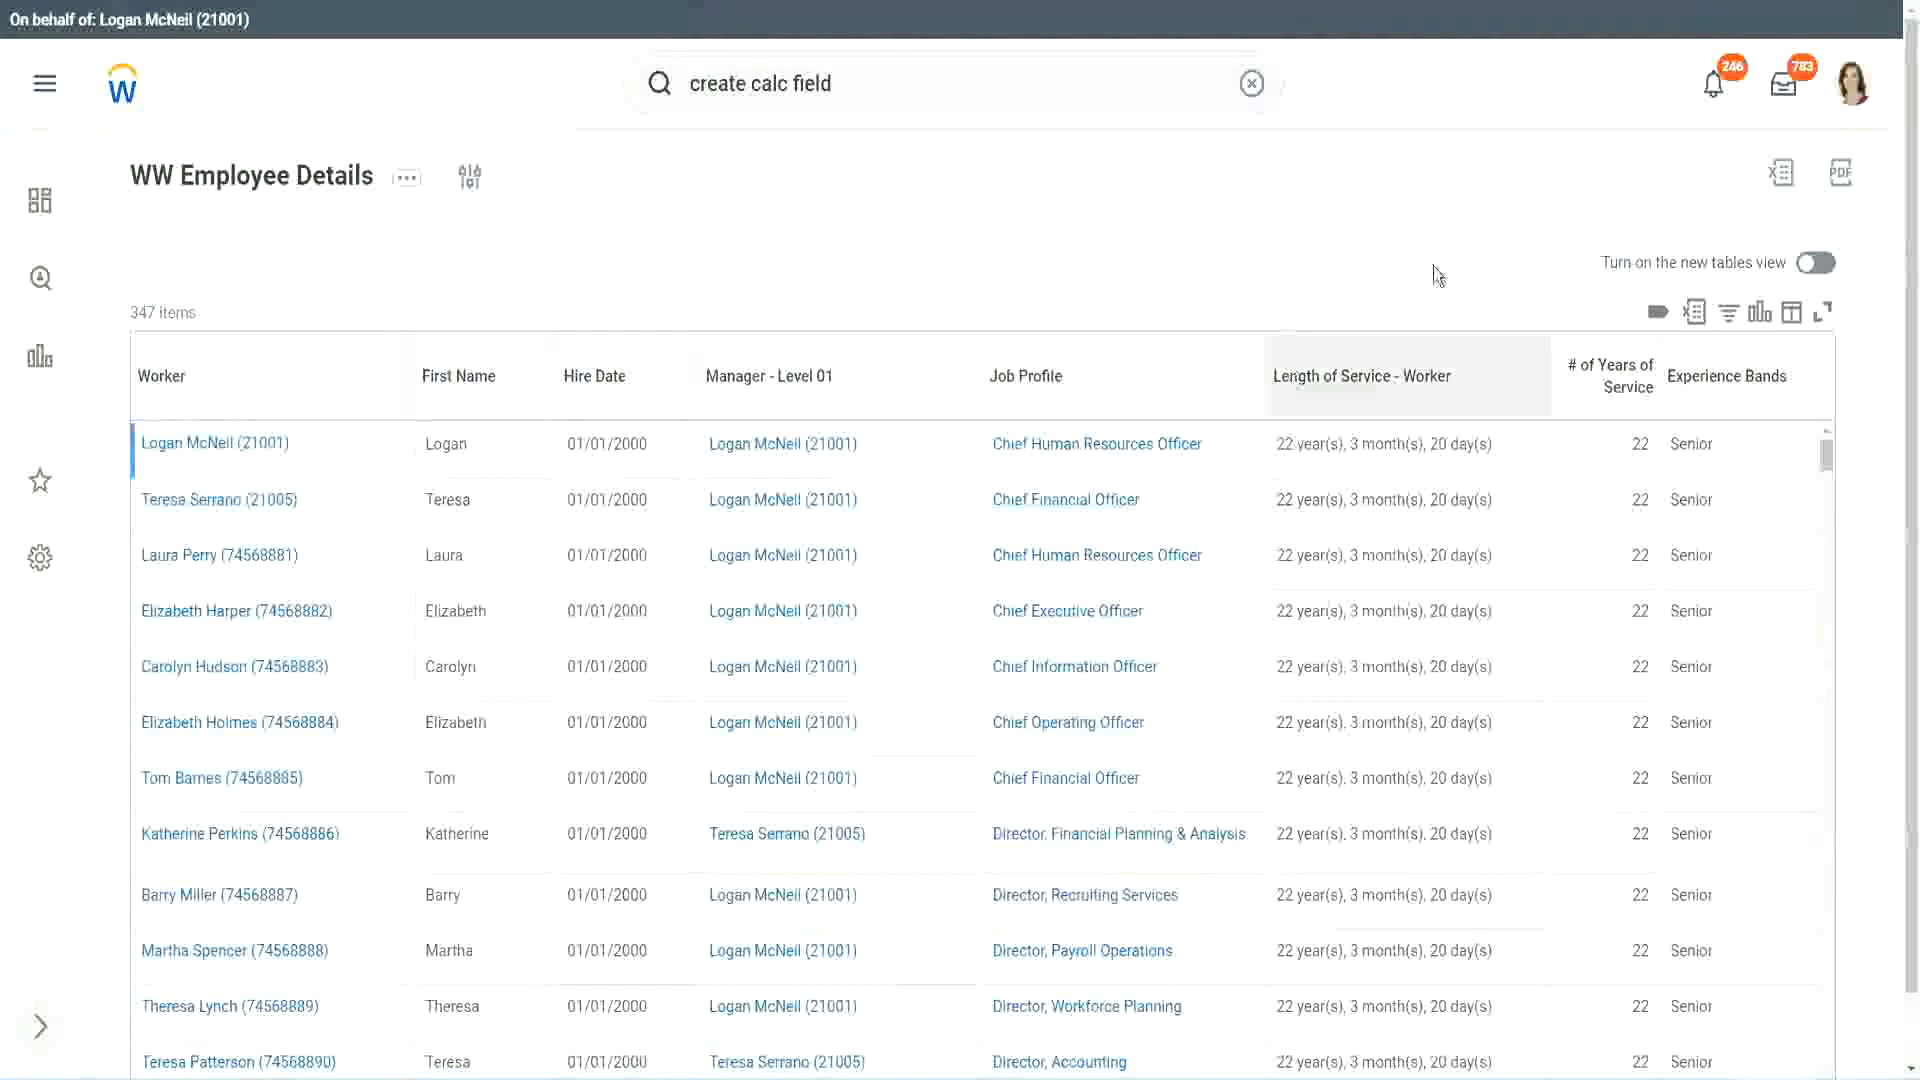 On behalf of: Logan McNeil (21001)
create calc field
246
783
W
WW Employee Details
X
PDF
Turn on the new tables view
347 items
Worker First Name Hire Date Manager - Level 01 Job Profile Length of Service - Worker # of Years of Service Experience Bands
Logan McNeil (21001) Logan 01/01/2000 Logan McNeil (21001) Chief Human Resources Officer 22 year(s), 3 month(s), 20 day(s) 22 Senior
Teresa Serrano (21005) Teresa 01/01/2000 Logan McNeil (21001) Chief Financial Officer 22 year(s), 3 month(s), 20 day(s) 22 Senior
Laura Perry (74568881) Laura 01/01/2000 Logan McNeil (21001) Chief Human Resources Officer 22 year(s), 3 month(s), 20 day(s) 22 Senior
Elizabeth Harper (74568882) Elizabeth 01/01/2000 Logan McNeil (21001) Chief Executive Officer 22 year(s), 3 month(s), 20 day(s) 22 Senior
Carolyn Hudson (74568883) Carolyn 01/01/2000 Logan McNeil (21001) Chief Information Officer 22 year(s), 3 month(s), 20 day(s) 22 Senior
Elizabeth Holmes (74568884) Elizabeth 01/01/2000 Logan McNeil (21001) Chief Operating Officer 22 year(s), 3 month(s), 20 day(s) 22 Senior
Tom Barnes (74568885) Tom 01/01/2000 Logan McNeil (21001) Chief Financial Officer 22 year(s), 3 month(s), 20 day(s) 22 Senior
Katherine Perkins (74568886) Katherine 01/01/2000 Teresa Serrano (21005) Director, Financial Planning & Analysis 22 year(s), 3 month(s), 20 day(s) 22 Senior
Barry Miller (74568887) Barry 01/01/2000 Logan McNeil (21001) Director, Recruiting Services 22 year(s), 3 month(s), 20 day(s) 22 Senior
Martha Spencer (74568888) Martha 01/01/2000 Logan McNeil (21001) Director, Payroll Operations 22 year(s), 3 month(s), 20 day(s) 22 Senior
Theresa Lynch (74568889) Theresa 01/01/2000 Logan McNeil (21001) Director, Workforce Planning 22 year(s), 3 month(s), 20 day(s) 22 Senior
Teresa Patterson (74568890) Teresa 01/01/2000 Teresa Serrano (21005) Director, Accounting 22 year(s), 3 month(s), 20 day(s) 22 Senior